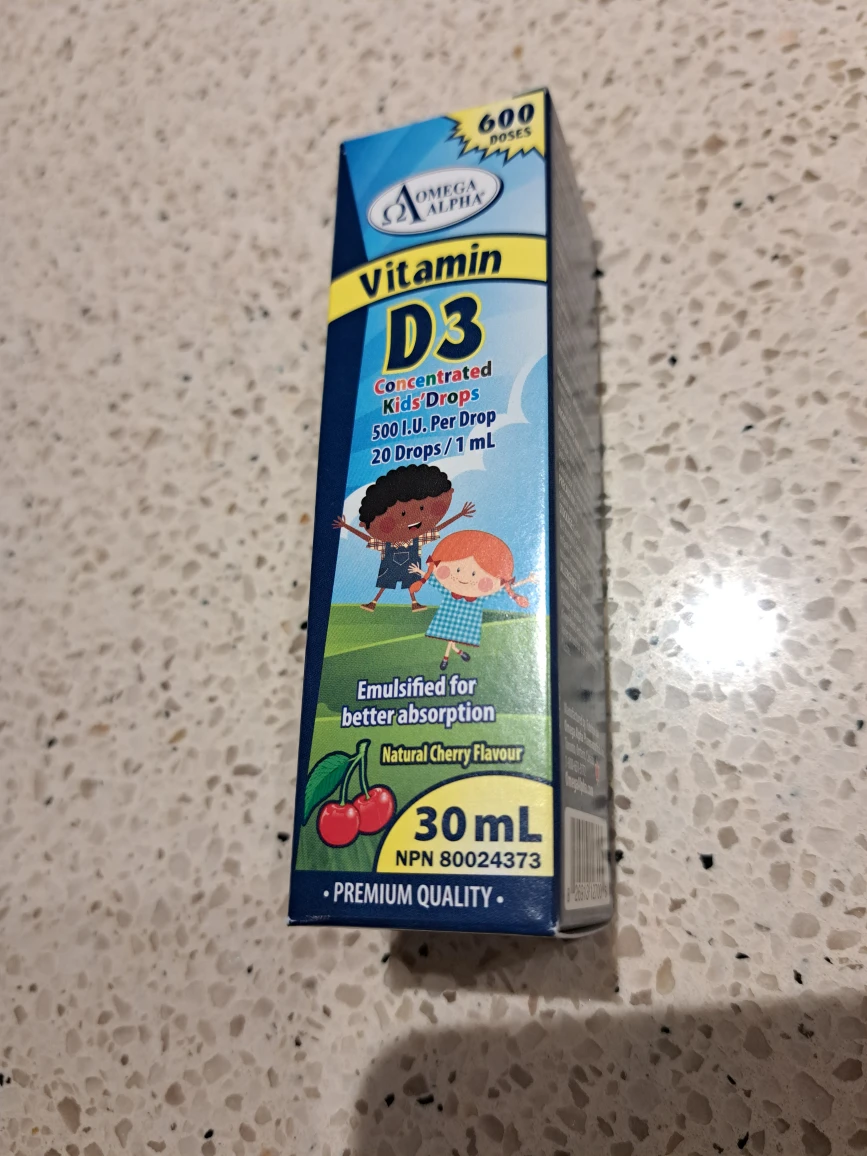 600
DOSES
OMEGA
ALPHA®
Vitamin
D3
Concentrated
Kids' Drops
500 I.U. Per Drop
20 Drops / 1 mL
Emulsified for
better absorption
Natural Cherry Flavour
30 mL
NPN 80024373
• PREMIUM QUALITY •